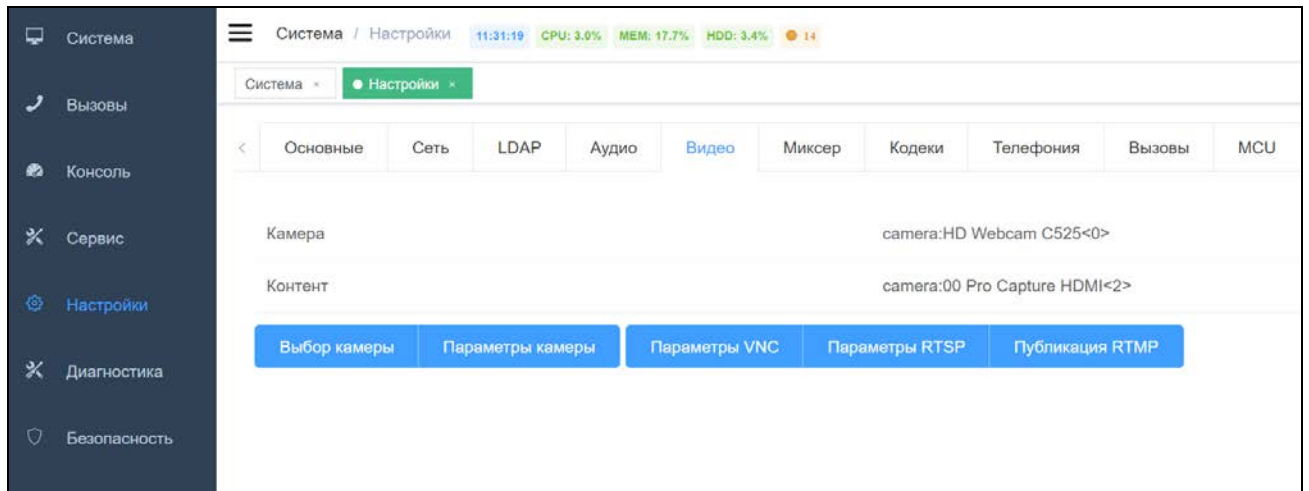 Система
Вызовы
Консоль
Сервис
Настройки
Диагностика
Безопасность
Система / Настройки 11:31:19 CPU: 3.0% MEM: 17.7% HDD: 3.4% 14
Система × Настройки ×
< Основные Сеть LDAP Аудио Видео Миксер Кодеки Телефония Вызовы MCU
Камера camera:HD Webcam C525<0>
Контент camera:00 Pro Capture HDMI<2>
Выбор камеры Параметры камеры Параметры VNC Параметры RTSP Публикация RTMP